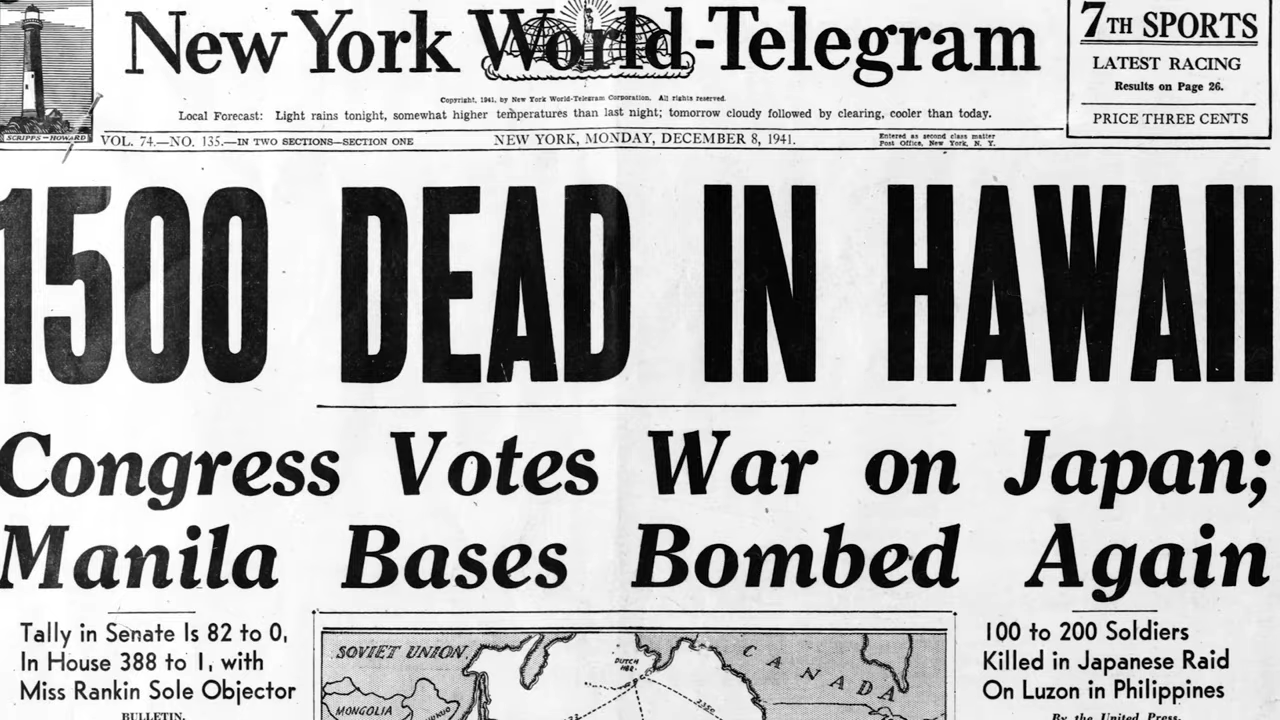 New York World-Telegram
7TH SPORTS
LATEST RACING
Results on Page 26.
PRICE THREE CENTS
Copyright, 1941, by New York World-Telegram Corporation. All rights reserved.
Local Forecast: Light rains tonight, somewhat higher temperatures than last night; tomorrow cloudy followed by clearing, cooler than today.
SCRIPPS—HOWARD
VOL. 74.—NO. 135.—IN TWO SECTIONS—SECTION ONE
NEW YORK, MONDAY, DECEMBER 8, 1941.
Entered as second class matter
Post Office, New York, N. Y.
1500 DEAD IN HAWAII
Congress Votes War on Japan;
Manila Bases Bombed Again
Tally in Senate Is 82 to 0,
In House 388 to 1, with
Miss Rankin Sole Objector
BULLETIN.
SOVIET UNION
MONGOLIA
DUTCH
CANADA
2350
100 to 200 Soldiers
Killed in Japanese Raid
On Luzon in Philippines
By the United Press.